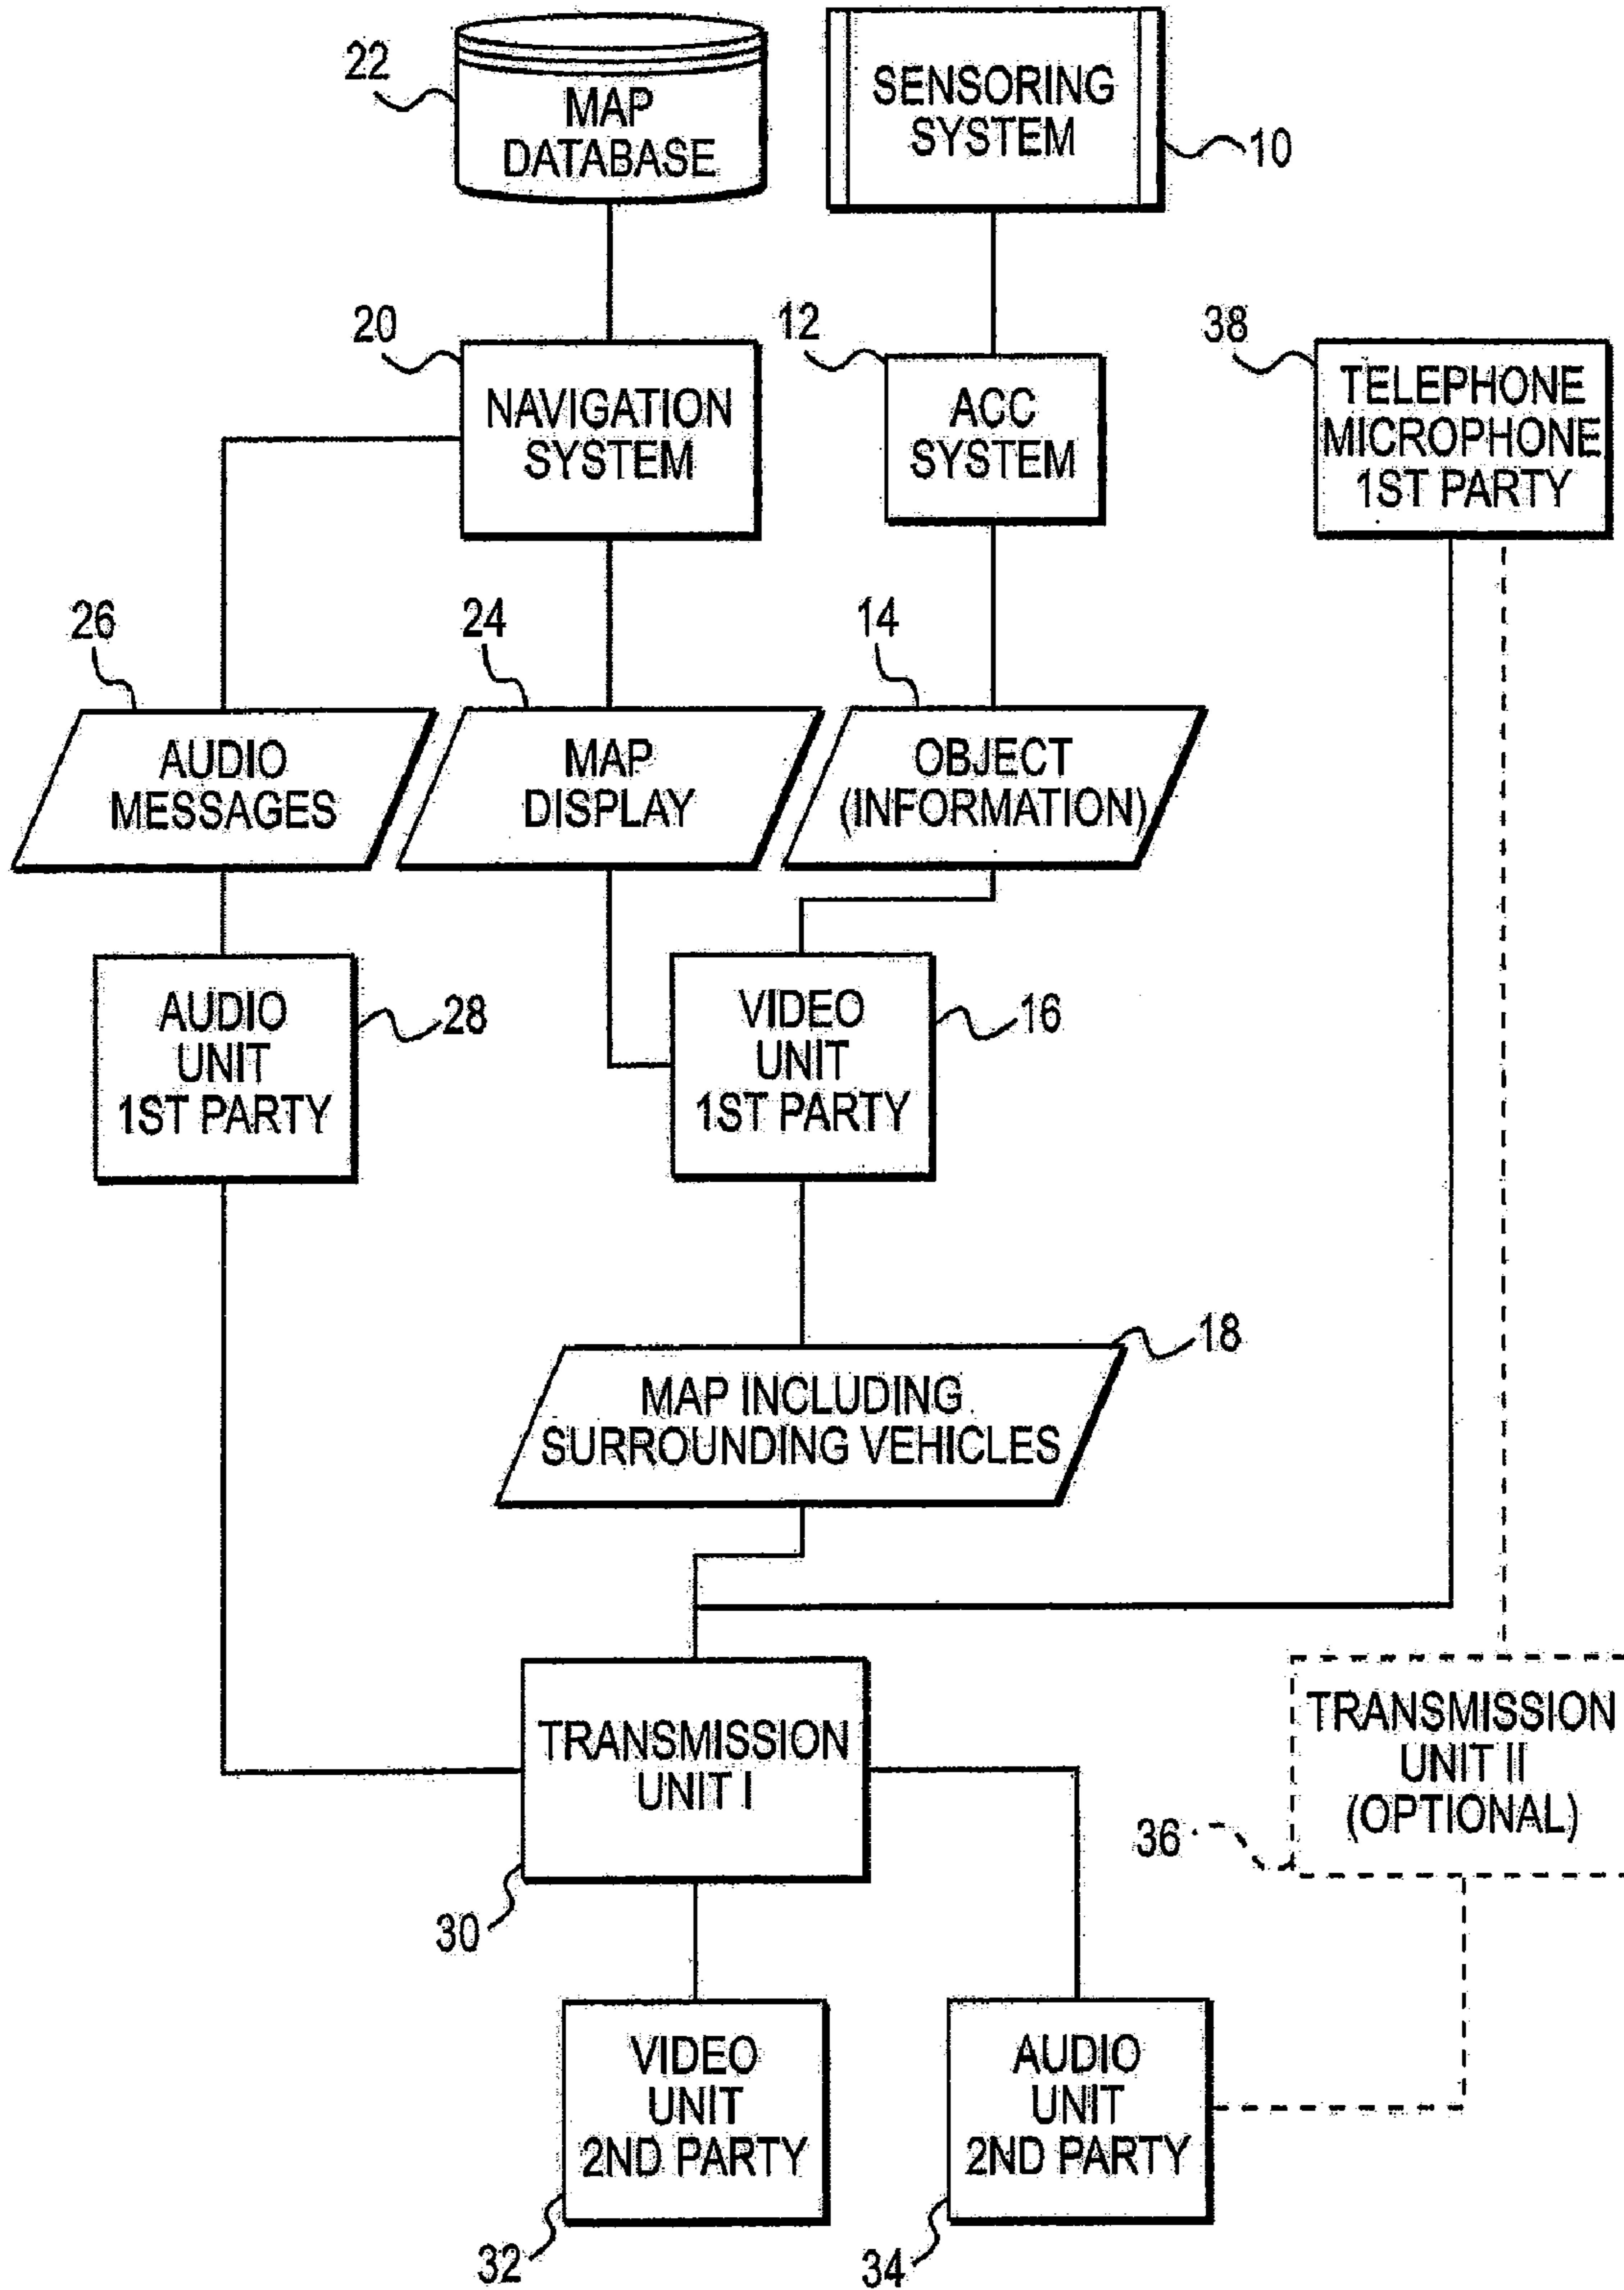 22
MAP
DATABASE
SENSORING
SYSTEM
10
20
NAVIGATION
SYSTEM
12
ACC
SYSTEM
38
TELEPHONE
MICROPHONE
1ST PARTY
26
AUDIO
MESSAGES
24
MAP
DISPLAY
14
OBJECT
(INFORMATION)
AUDIO
UNIT
1ST PARTY
28
VIDEO
UNIT
1ST PARTY
16
18
MAP INCLUDING
SURROUNDING VEHICLES
TRANSMISSION
UNIT I
30
TRANSMISSION
UNIT II
(OPTIONAL)
36
VIDEO
UNIT
2ND PARTY
32
AUDIO
UNIT
2ND PARTY
34